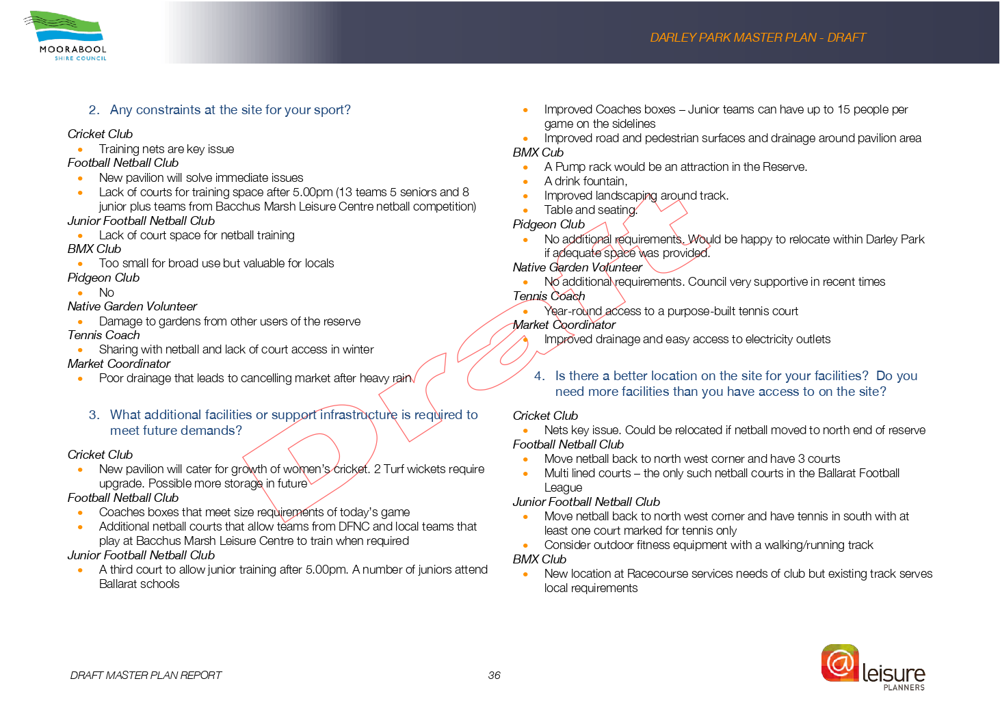 MOORABOOL
SHIRE COUNCIL
DARLEY PARK MASTER PLAN - DRAFT
2. Any constraints at the site for your sport?
Cricket Club
• Training nets are key issue
Football Netball Club
• New pavilion will solve immediate issues
• Lack of courts for training space after 5.00pm (13 teams 5 seniors and 8
junior plus teams from Bacchus Marsh Leisure Centre netball competition)
Junior Football Netball Club
• Lack of court space for netball training
BMX Club
• Too small for broad use but valuable for locals
Pidgeon Club
• No
Native Garden Volunteer
• Damage to gardens from other users of the reserve
Tennis Coach
• Sharing with netball and lack of court access in winter
Market Coordinator
• Poor drainage that leads to cancelling market after heavy rain
3. What additional facilities or support infrastructure is required to
meet future demands?
Cricket Club
• New pavilion will cater for growth of women's cricket. 2 Turf wickets require
upgrade. Possible more storage in future
Football Netball Club
• Coaches boxes that meet size requirements of today's game
• Additional netball courts that allow teams from DFNC and local teams that
play at Bacchus Marsh Leisure Centre to train when required
Junior Football Netball Club
• A third court to allow junior training after 5.00pm. A number of juniors attend
Ballarat schools
• Improved Coaches boxes – Junior teams can have up to 15 people per
game on the sidelines
• Improved road and pedestrian surfaces and drainage around pavilion area
BMX Cub
• A Pump rack would be an attraction in the Reserve.
• A drink fountain,
• Improved landscaping around track.
• Table and seating.
Pidgeon Club
• No additional requirements. Would be happy to relocate within Darley Park
if adequate space was provided.
Native Garden Volunteer
• No additional requirements. Council very supportive in recent times
Tennis Coach
• Year-round access to a purpose-built tennis court
Market Coordinator
• Improved drainage and easy access to electricity outlets
4. Is there a better location on the site for your facilities? Do you
need more facilities than you have access to on the site?
Cricket Club
• Nets key issue. Could be relocated if netball moved to north end of reserve
Football Netball Club
• Move netball back to north west corner and have 3 courts
• Multi lined courts – the only such netball courts in the Ballarat Football
League
Junior Football Netball Club
• Move netball back to north west corner and have tennis in south with at
least one court marked for tennis only
• Consider outdoor fitness equipment with a walking/running track
BMX Club
• New location at Racecourse services needs of club but existing track serves
local requirements
Draft
DRAFT MASTER PLAN REPORT
36
@ leisure
PLANNERS